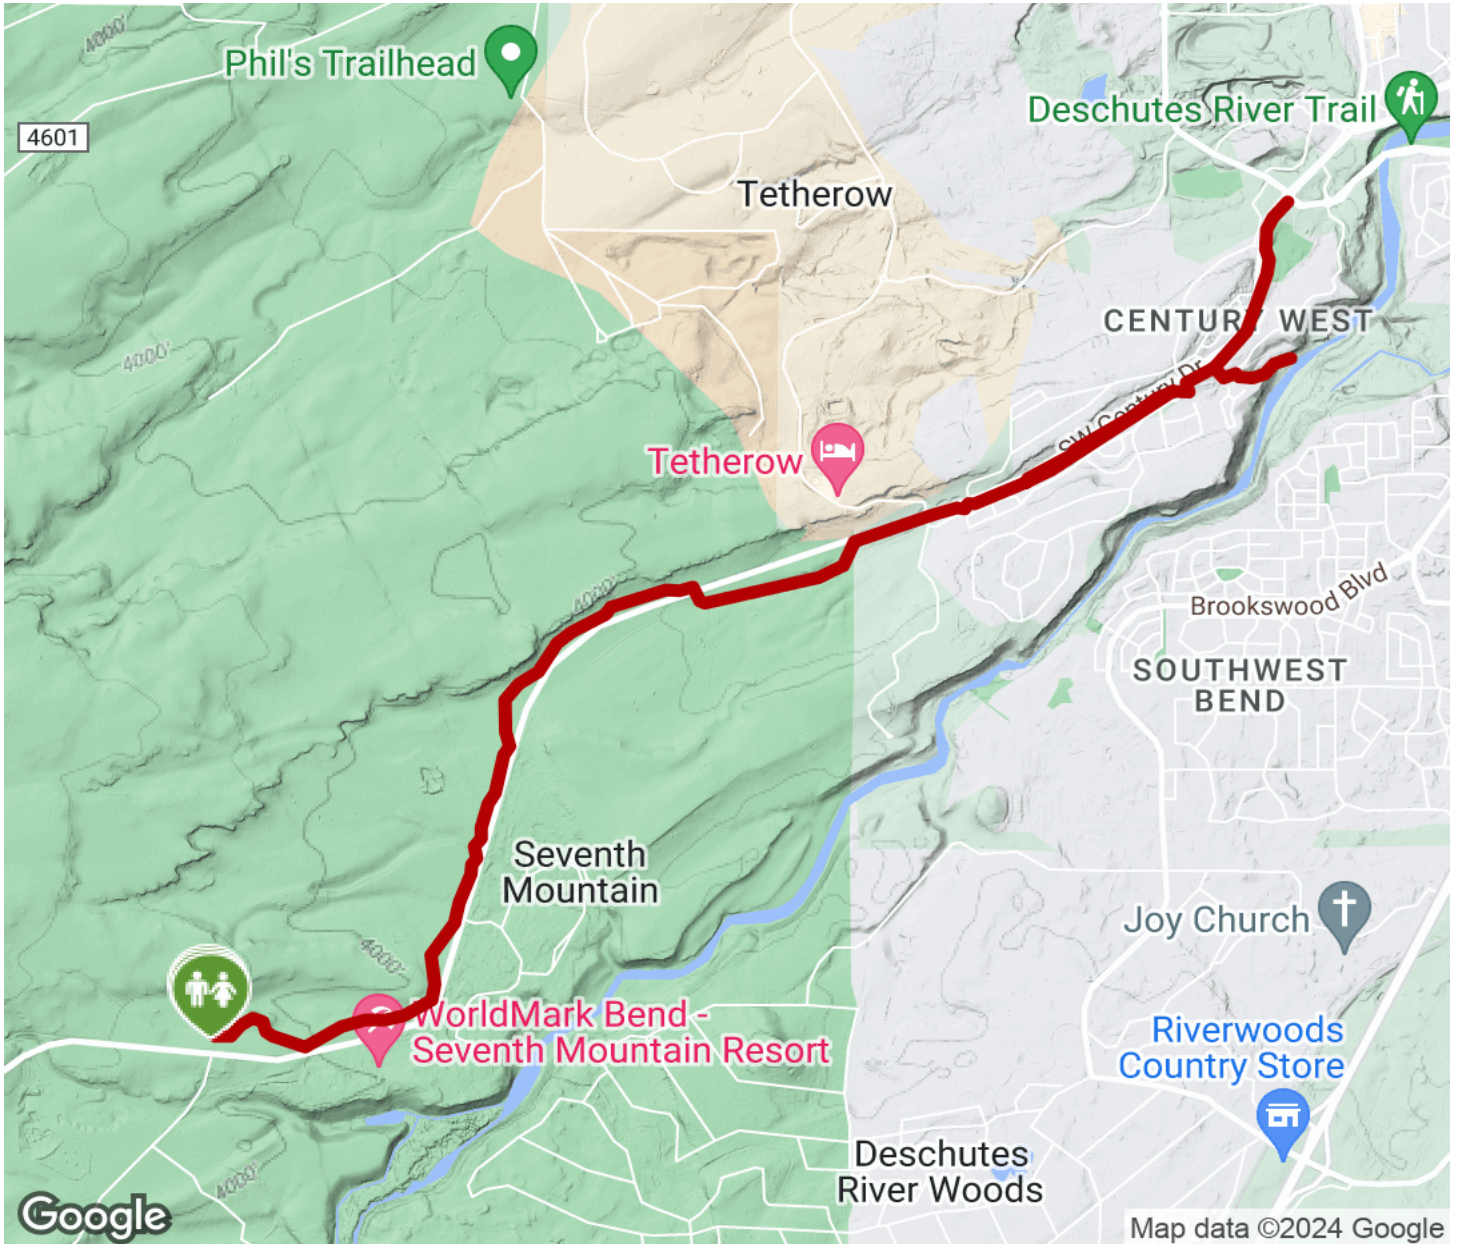 4000'
Phil's Trailhead
Deschutes River Trail
4601
Tetherow
CENTURY WEST
4000'
SW Century Dr
Tetherow
4000'
Brookswood Blvd
SOUTHWEST
BEND
Seventh
Mountain
Joy Church
4000'
WorldMark Bend -
Seventh Mountain Resort
Riverwoods
Country Store
Deschutes
River Woods
4000'
Google
Map data ©2024 Google